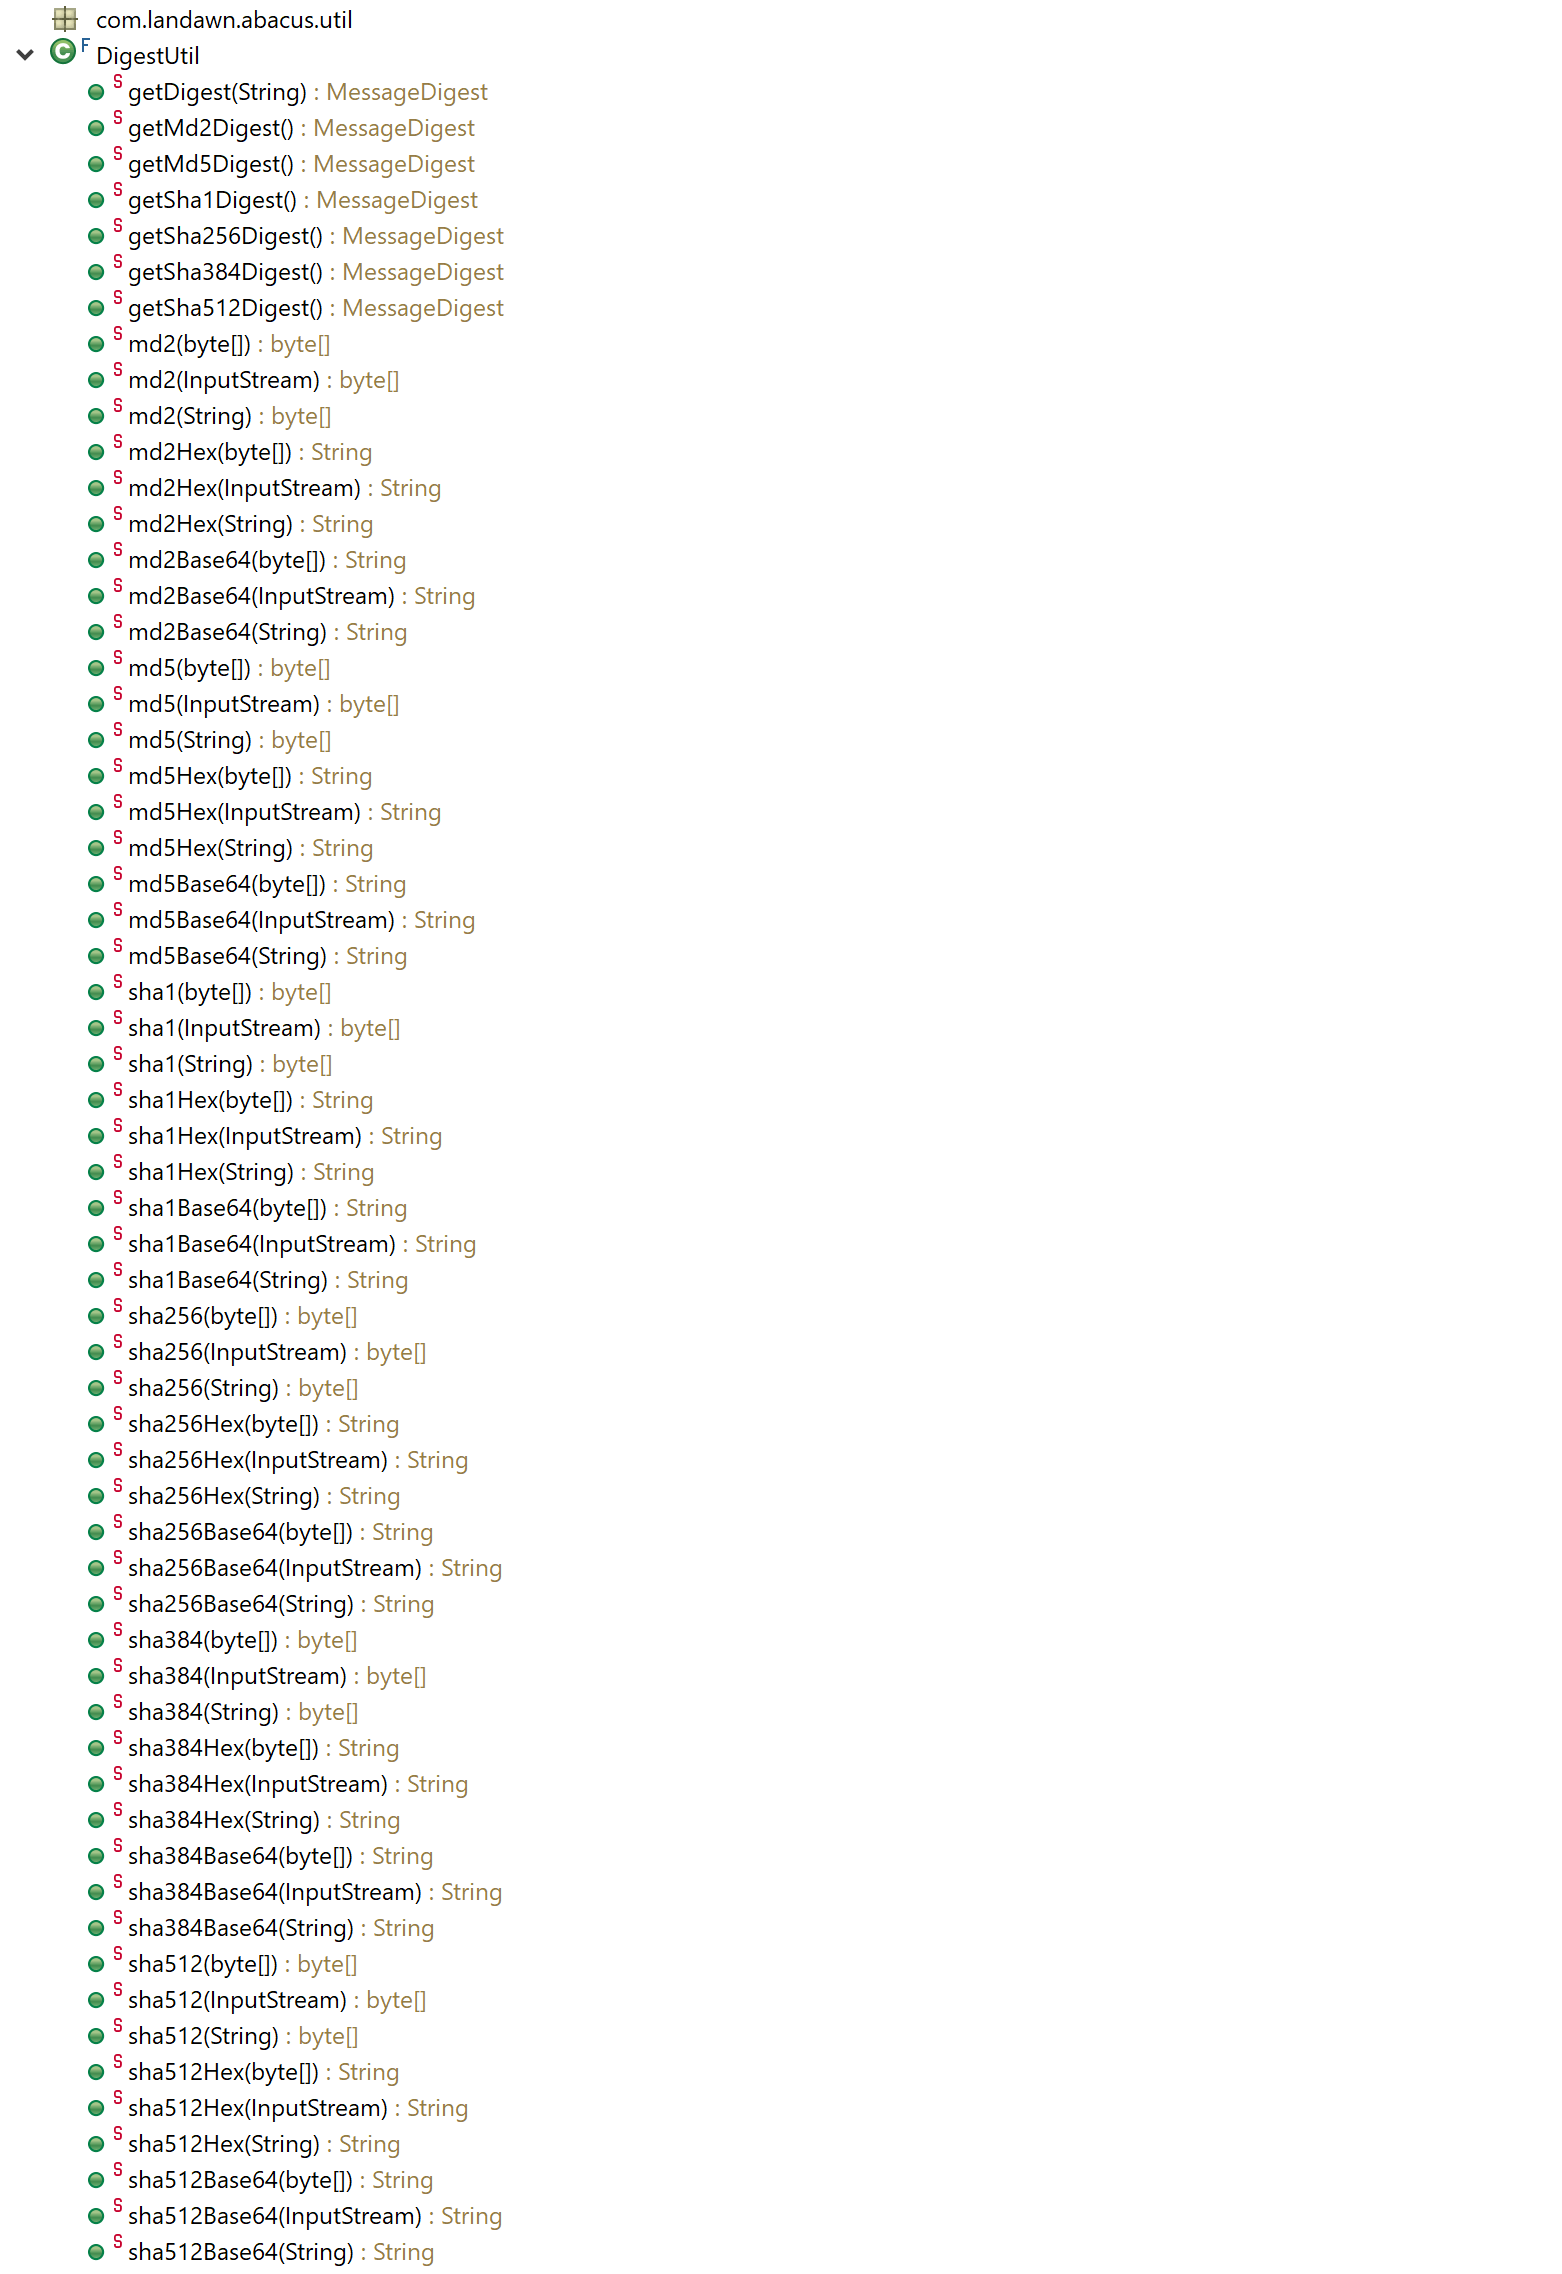 com.landawn.abacus.util
C F DigestUtil
S getDigest(String) : MessageDigest
S getMd2Digest() : MessageDigest
S getMd5Digest() : MessageDigest
S getSha1Digest() : MessageDigest
S getSha256Digest() : MessageDigest
S getSha384Digest() : MessageDigest
S getSha512Digest() : MessageDigest
S md2(byte[]) : byte[]
S md2(InputStream) : byte[]
S md2(String) : byte[]
S md2Hex(byte[]) : String
S md2Hex(InputStream) : String
S md2Hex(String) : String
S md2Base64(byte[]) : String
S md2Base64(InputStream) : String
S md2Base64(String) : String
S md5(byte[]) : byte[]
S md5(InputStream) : byte[]
S md5(String) : byte[]
S md5Hex(byte[]) : String
S md5Hex(InputStream) : String
S md5Hex(String) : String
S md5Base64(byte[]) : String
S md5Base64(InputStream) : String
S md5Base64(String) : String
S sha1(byte[]) : byte[]
S sha1(InputStream) : byte[]
S sha1(String) : byte[]
S sha1Hex(byte[]) : String
S sha1Hex(InputStream) : String
S sha1Hex(String) : String
S sha1Base64(byte[]) : String
S sha1Base64(InputStream) : String
S sha1Base64(String) : String
S sha256(byte[]) : byte[]
S sha256(InputStream) : byte[]
S sha256(String) : byte[]
S sha256Hex(byte[]) : String
S sha256Hex(InputStream) : String
S sha256Hex(String) : String
S sha256Base64(byte[]) : String
S sha256Base64(InputStream) : String
S sha256Base64(String) : String
S sha384(byte[]) : byte[]
S sha384(InputStream) : byte[]
S sha384(String) : byte[]
S sha384Hex(byte[]) : String
S sha384Hex(InputStream) : String
S sha384Hex(String) : String
S sha384Base64(byte[]) : String
S sha384Base64(InputStream) : String
S sha384Base64(String) : String
S sha512(byte[]) : byte[]
S sha512(InputStream) : byte[]
S sha512(String) : byte[]
S sha512Hex(byte[]) : String
S sha512Hex(InputStream) : String
S sha512Hex(String) : String
S sha512Base64(byte[]) : String
S sha512Base64(InputStream) : String
S sha512Base64(String) : String